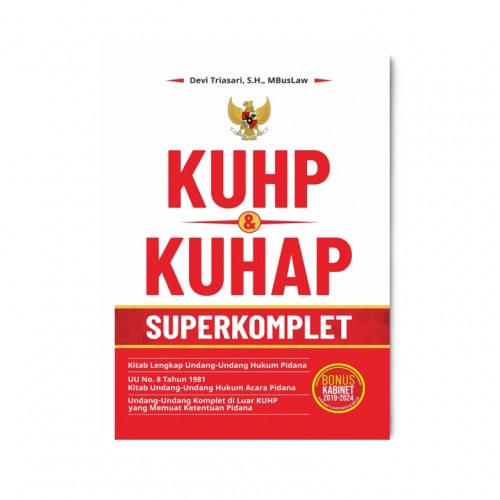 Devi Triasari, S.H., MBusLaw
KUHP
&
KUHAP
SUPERKOMPLET
Kitab Lengkap Undang-Undang Hukum Pidana
UU No. 8 Tahun 1981
Kitab Undang-Undang Hukum Acara Pidana
Undang-Undang Komplet di Luar KUHP
yang Memuat Ketentuan Pidana
BONUS
KABINET
2019-2024